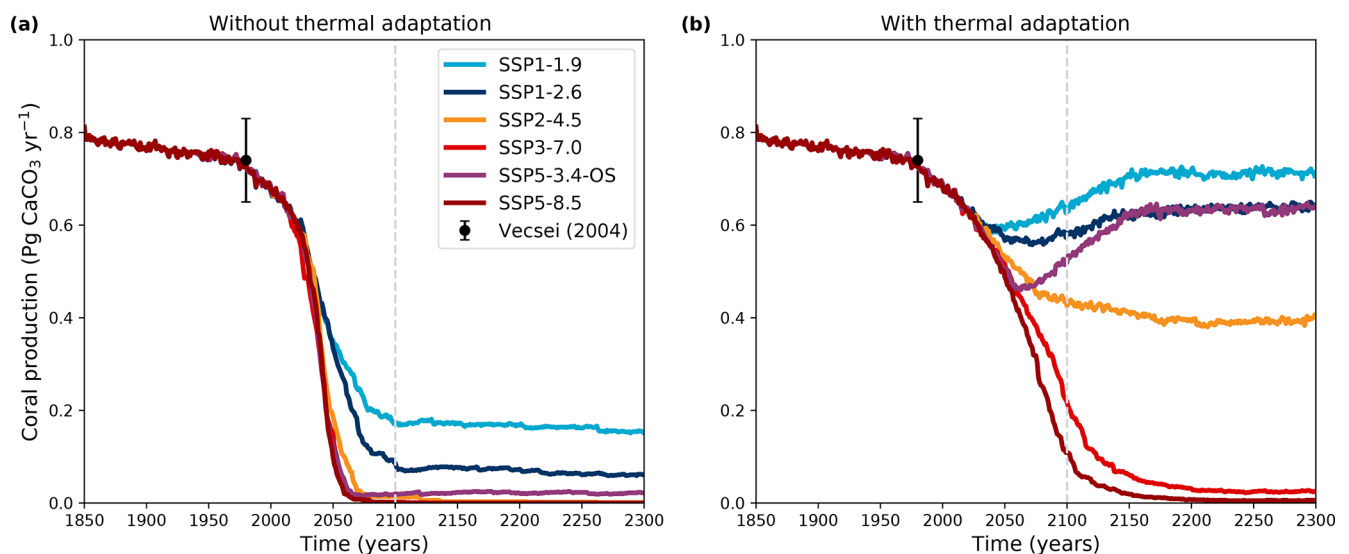 (a) Without thermal adaptation
Coral production (Pg CaCO₃ yr⁻¹)
1.0
0.8
0.6
0.4
0.2
0.0
SSP1-1.9
SSP1-2.6
SSP2-4.5
SSP3-7.0
SSP5-3.4-OS
SSP5-8.5
Vecsei (2004)
1850 1900 1950 2000 2050 2100 2150 2200 2250 2300
Time (years)
(b) With thermal adaptation
1.0
0.8
0.6
0.4
0.2
0.0
1850 1900 1950 2000 2050 2100 2150 2200 2250 2300
Time (years)